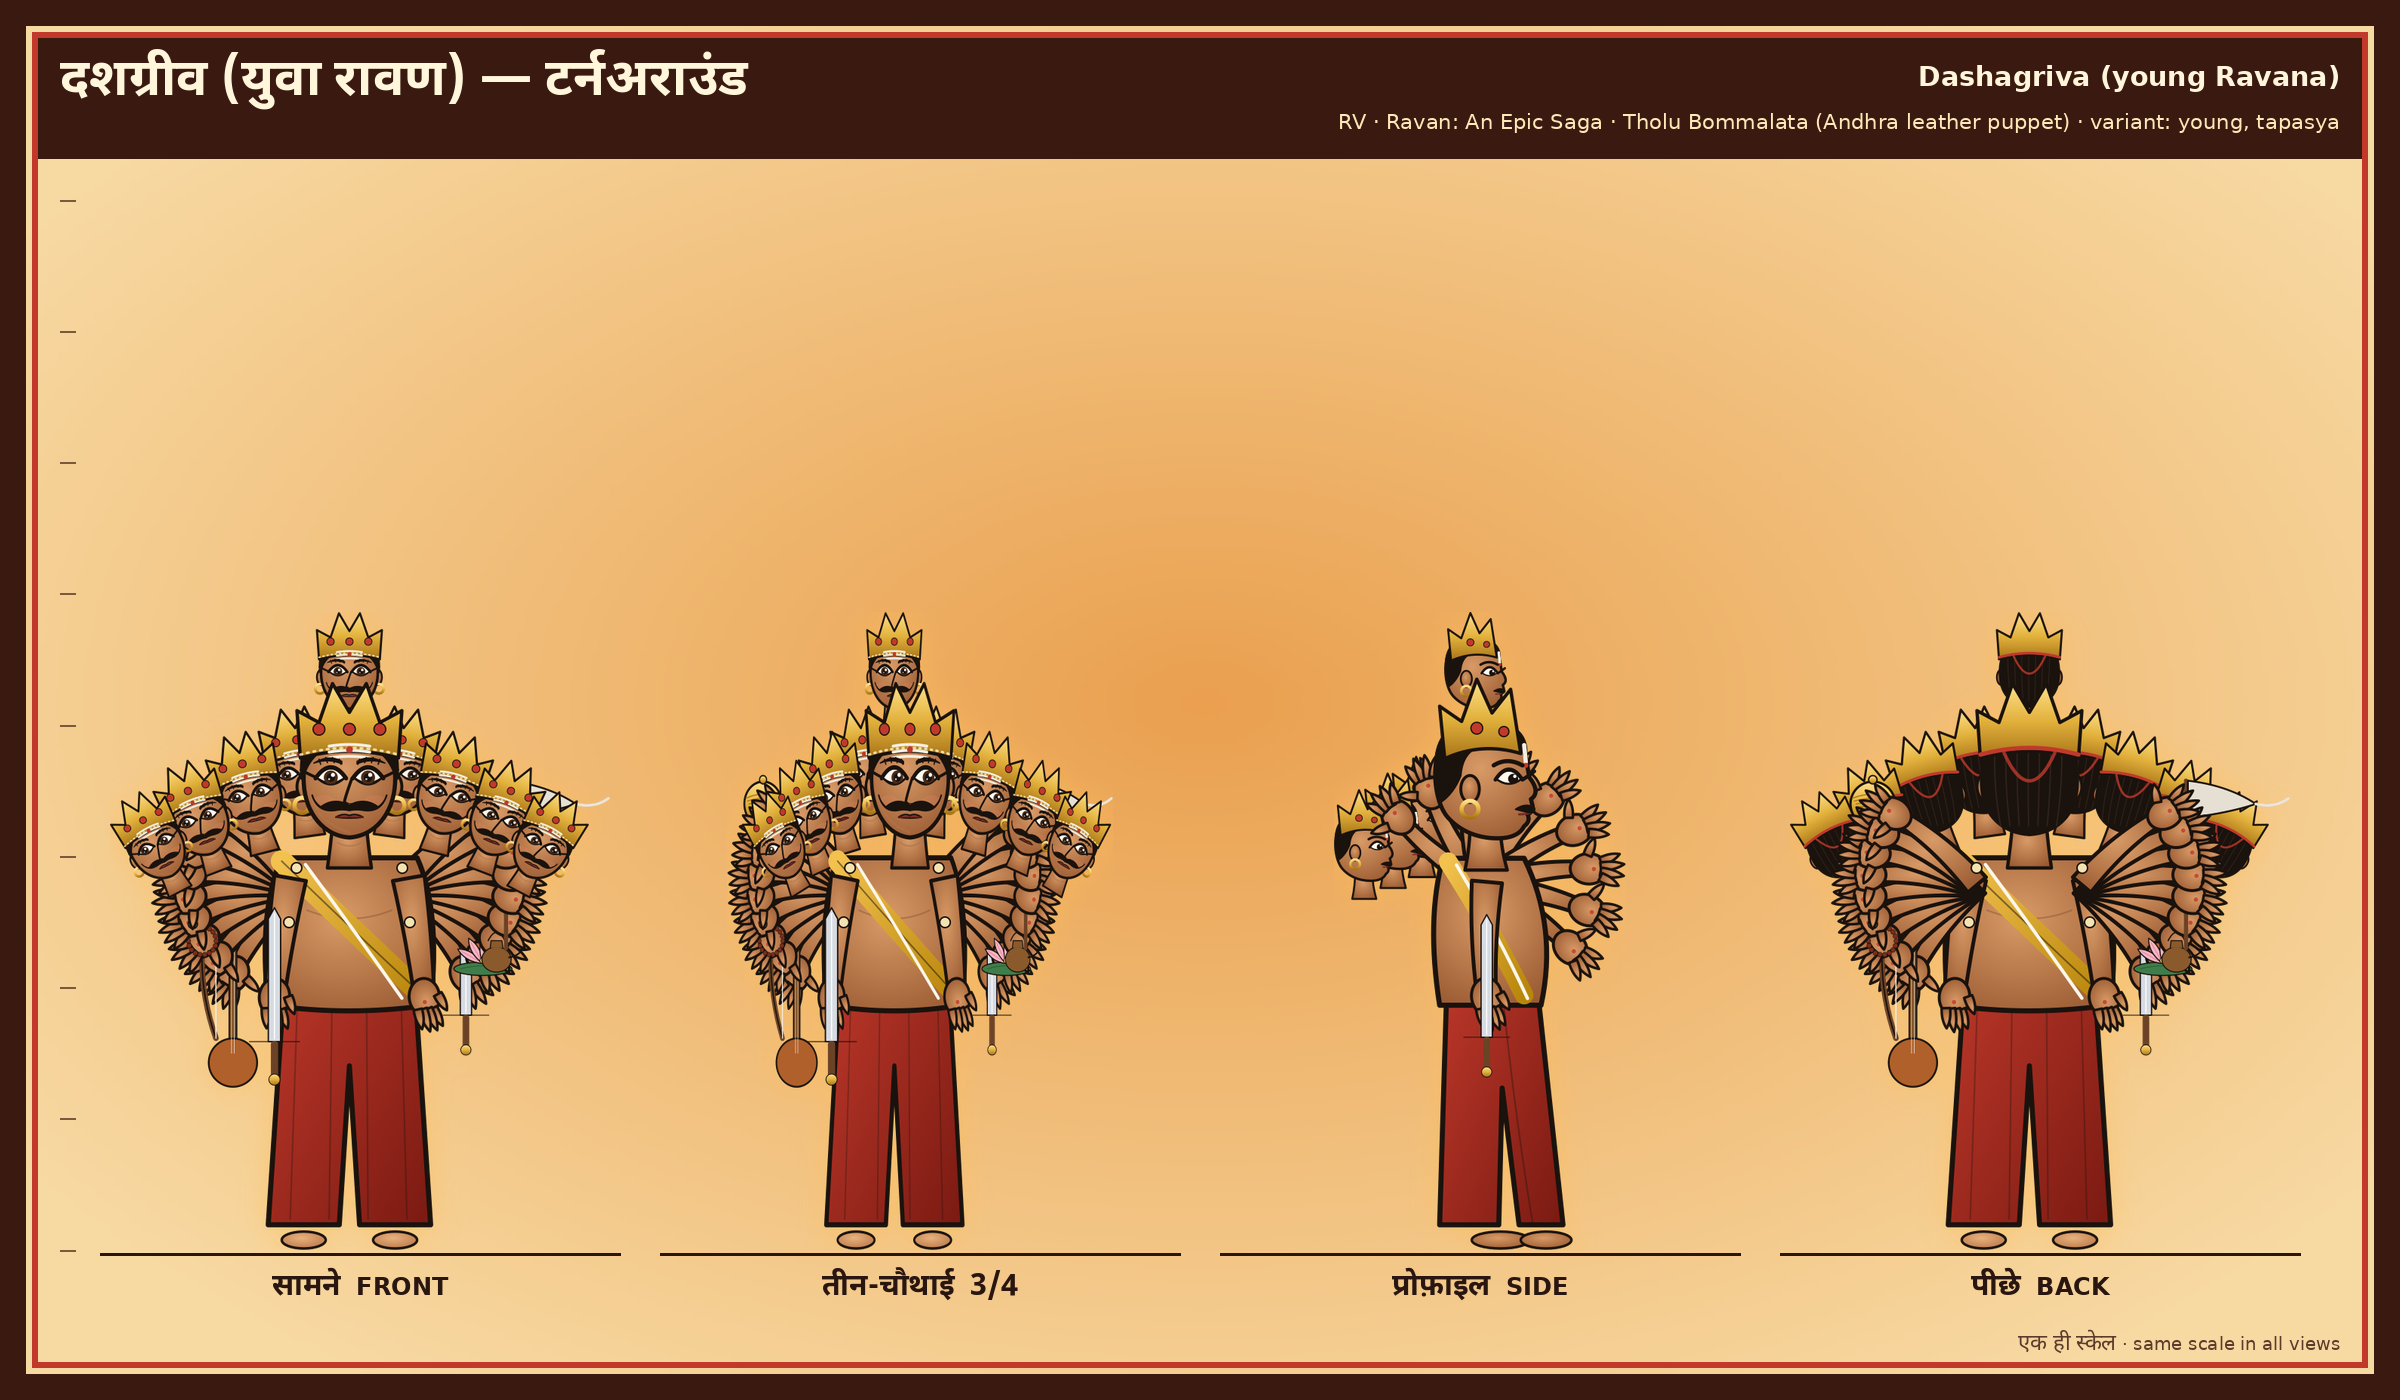 दशग्रीव (युवा रावण) — टर्नअराउंड
Dashagriva (young Ravana)
RV · Ravan: An Epic Saga · Tholu Bommalata (Andhra leather puppet) · variant: young, tapasya
सामने FRONT
तीन-चौथाई 3/4
प्रोफ़ाइल SIDE
पीछे BACK
एक ही स्केल · same scale in all views